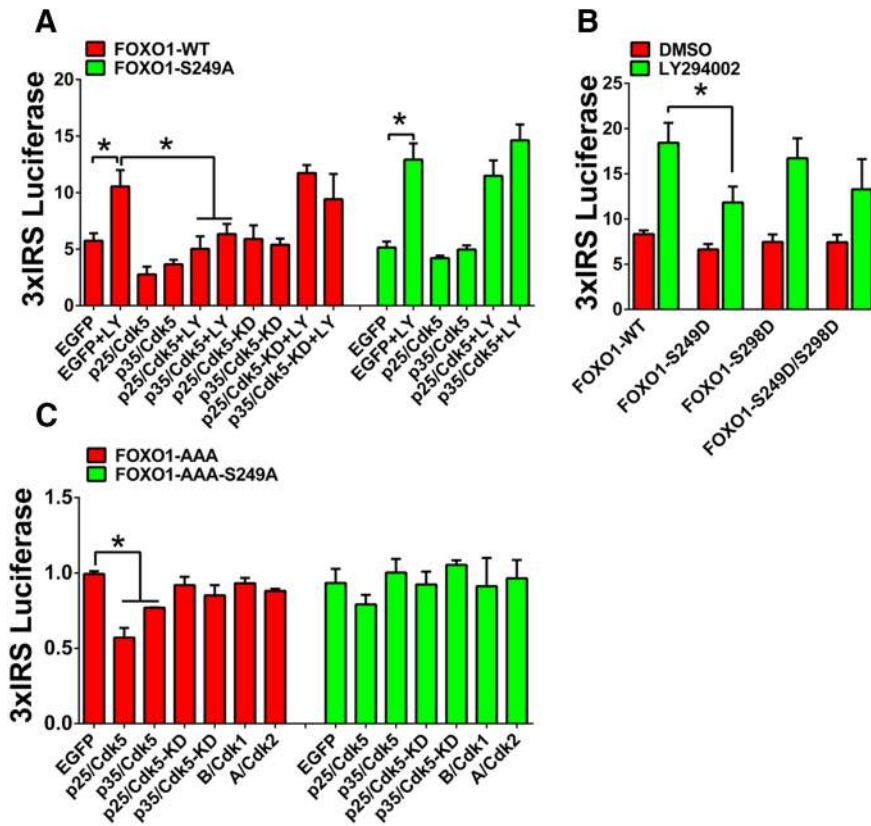 A
FOXO1-WT
FOXO1-S249A
3xIRS Luciferase
20
15
10
5
0
*
*
*
EGFP
EGFP+LY
p25/Cdk5
p35/Cdk5
p25/Cdk5+LY
p35/Cdk5+LY
p25/Cdk5-KD
p35/Cdk5-KD
p25/Cdk5-KD+LY
p35/Cdk5-KD+LY
EGFP
EGFP+LY
p25/Cdk5
p35/Cdk5
p25/Cdk5+LY
p35/Cdk5+LY
B
DMSO
LY294002
3xIRS Luciferase
25
20
15
10
5
0
*
FOXO1-WT
FOXO1-S249D
FOXO1-S298D
FOXO1-S249D/S298D
C
FOXO1-AAA
FOXO1-AAA-S249A
3xIRS Luciferase
1.5
1.0
0.5
0.0
*
EGFP
p25/Cdk5
p35/Cdk5
p25/Cdk5-KD
p35/Cdk5-KD
B/Cdk1
A/Cdk2
EGFP
p25/Cdk5
p35/Cdk5
p25/Cdk5-KD
p35/Cdk5-KD
B/Cdk1
A/Cdk2